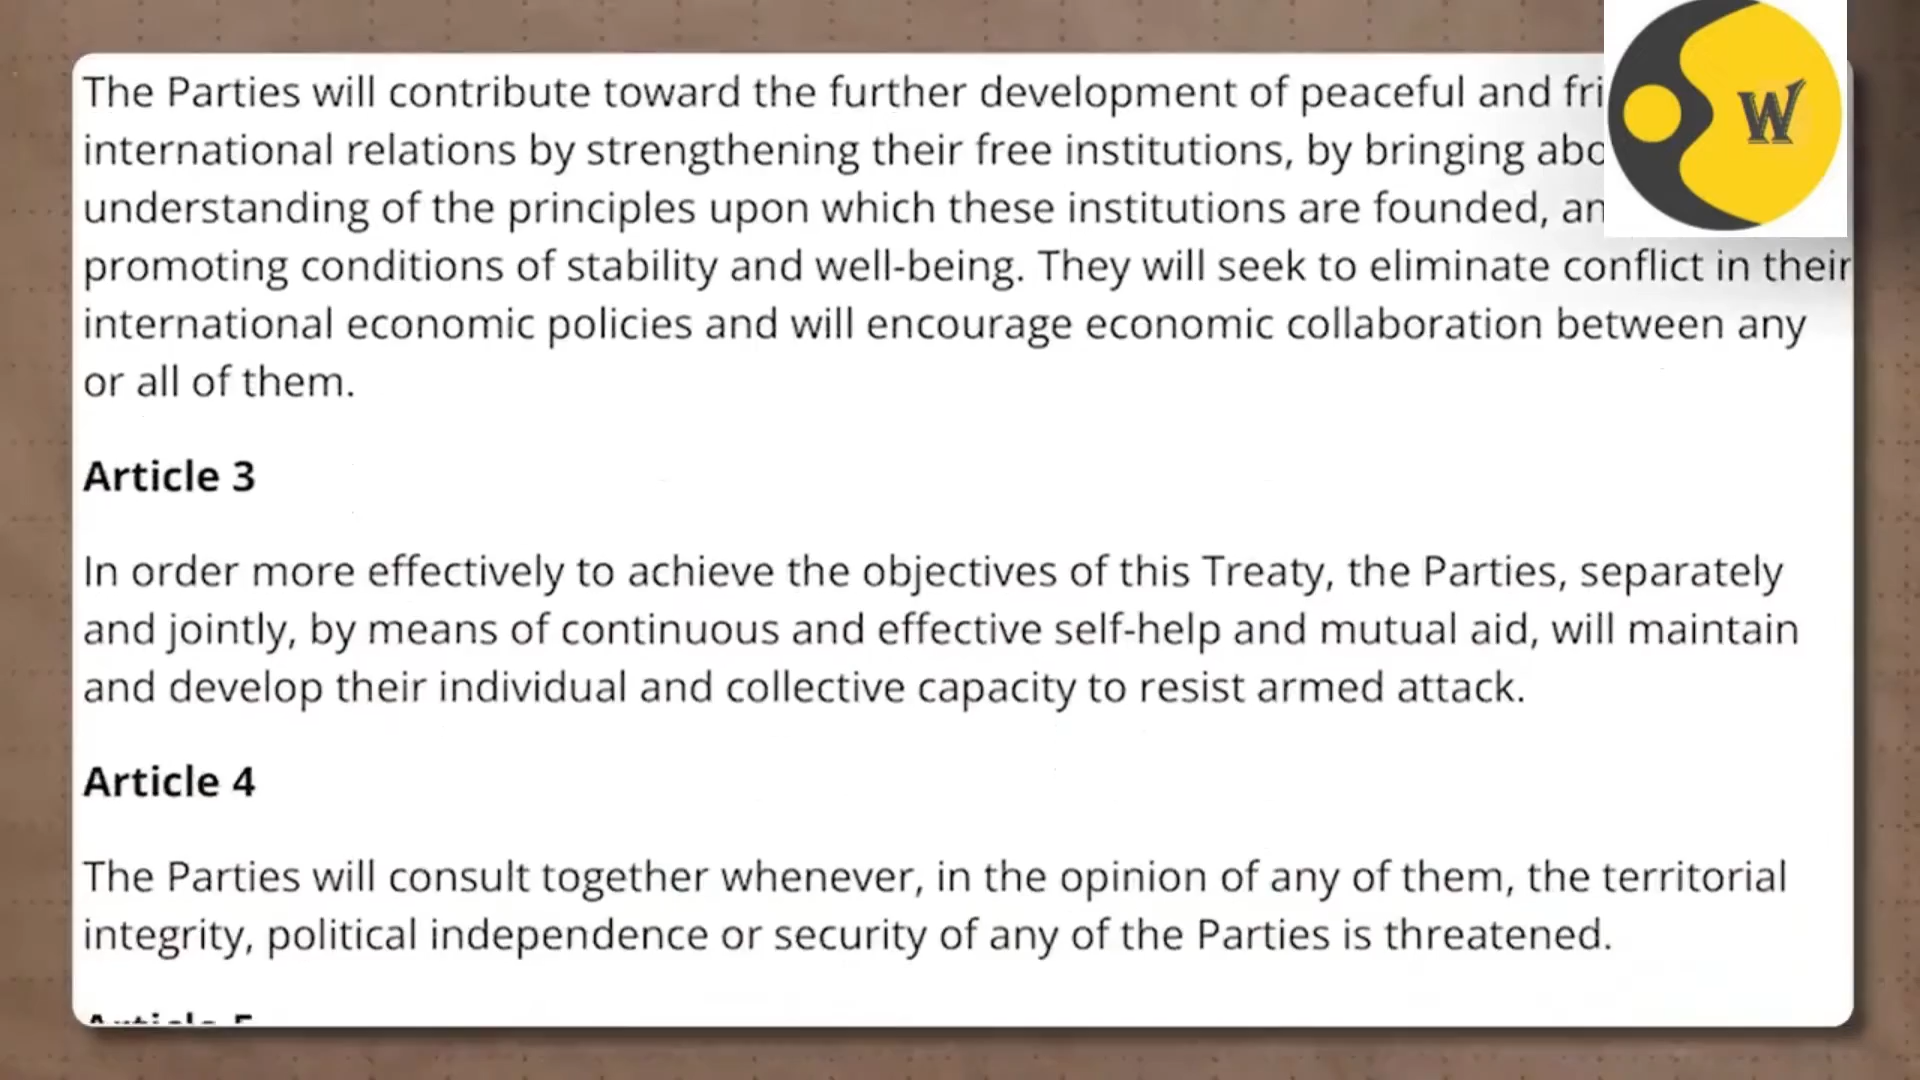 The Parties will contribute toward the further development of peaceful and fri
international relations by strengthening their free institutions, by bringing abo
understanding of the principles upon which these institutions are founded, an
promoting conditions of stability and well-being. They will seek to eliminate conflict in their
international economic policies and will encourage economic collaboration between any
or all of them.
Article 3
In order more effectively to achieve the objectives of this Treaty, the Parties, separately
and jointly, by means of continuous and effective self-help and mutual aid, will maintain
and develop their individual and collective capacity to resist armed attack.
Article 4
The Parties will consult together whenever, in the opinion of any of them, the territorial
integrity, political independence or security of any of the Parties is threatened.
Article 5
W